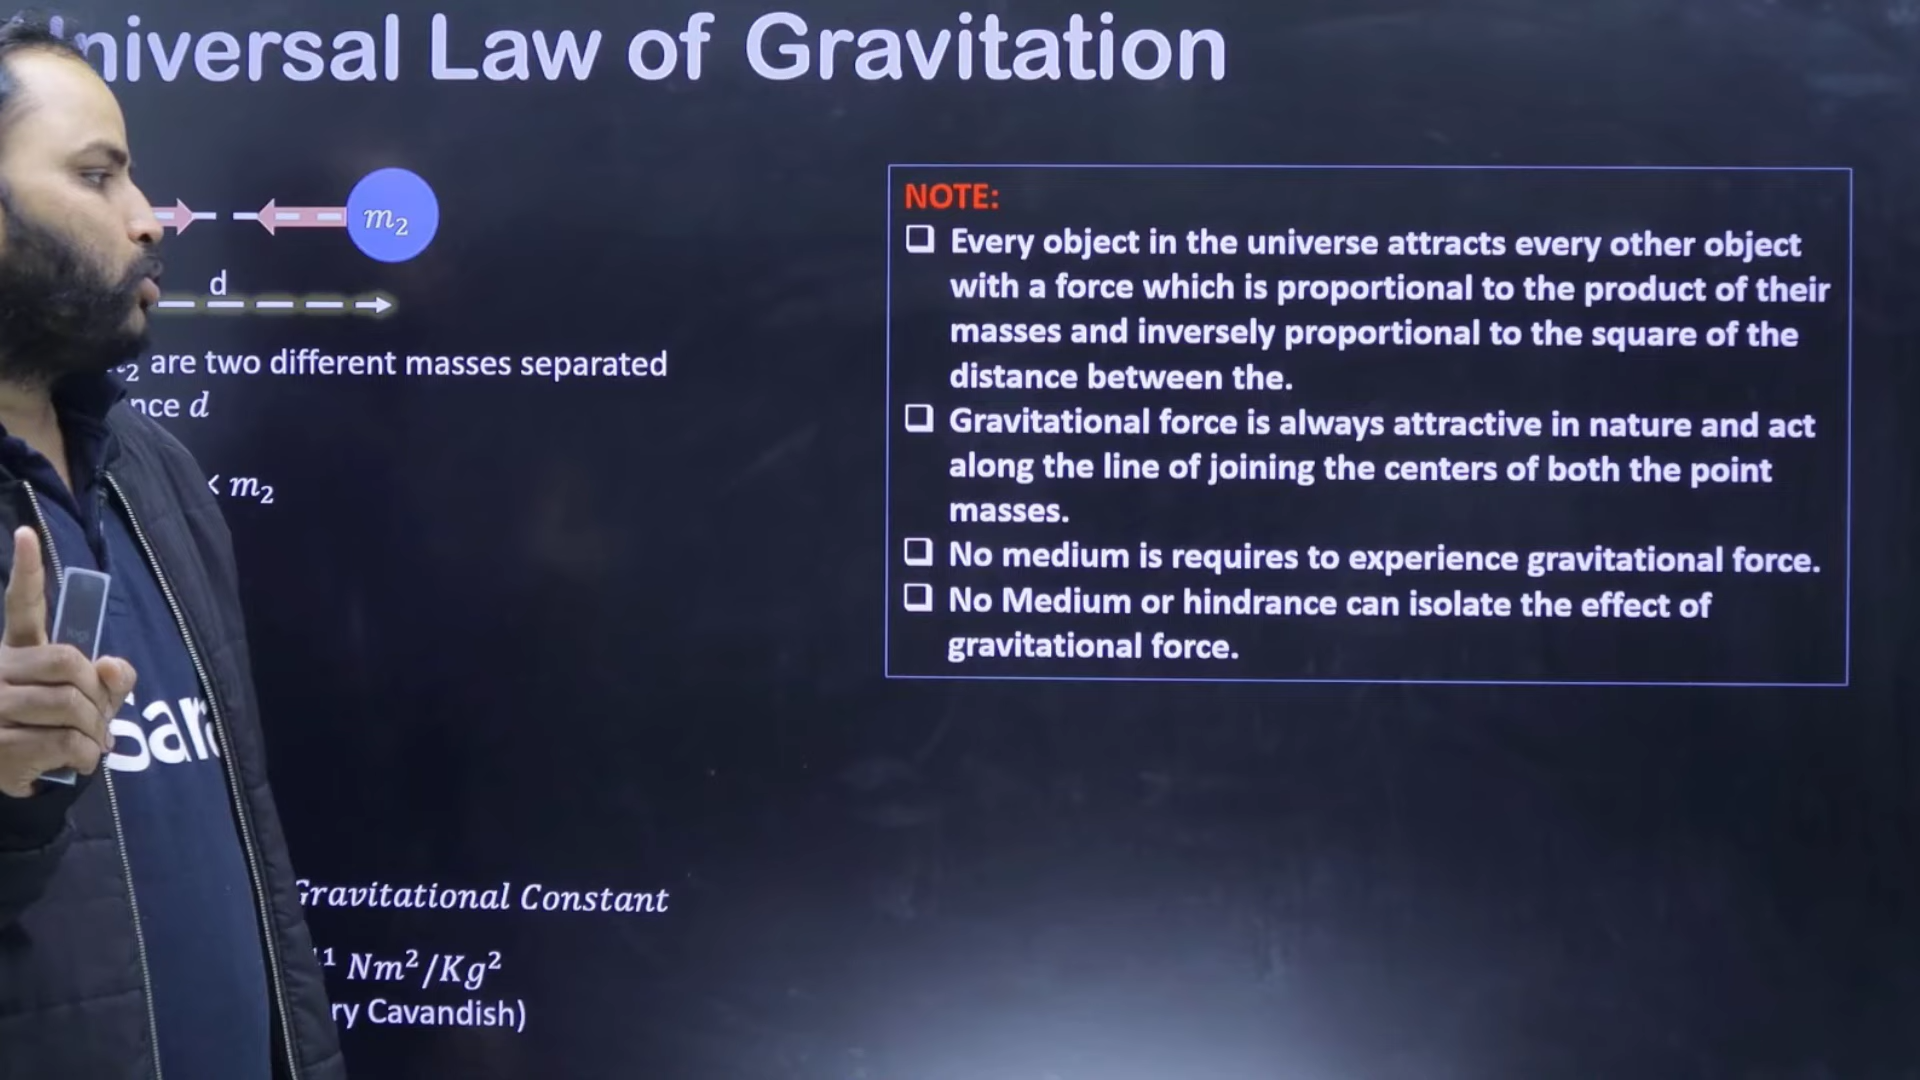 Universal Law of Gravitation
m₂
d
are two different masses separated
d
m₂
Gravitational Constant
Nm²/Kg²
Cavandish)
NOTE:
❑ Every object in the universe attracts every other object
with a force which is proportional to the product of their
masses and inversely proportional to the square of the
distance between the.
❑ Gravitational force is always attractive in nature and act
along the line of joining the centers of both the point
masses.
❑ No medium is requires to experience gravitational force.
❑ No Medium or hindrance can isolate the effect of
gravitational force.